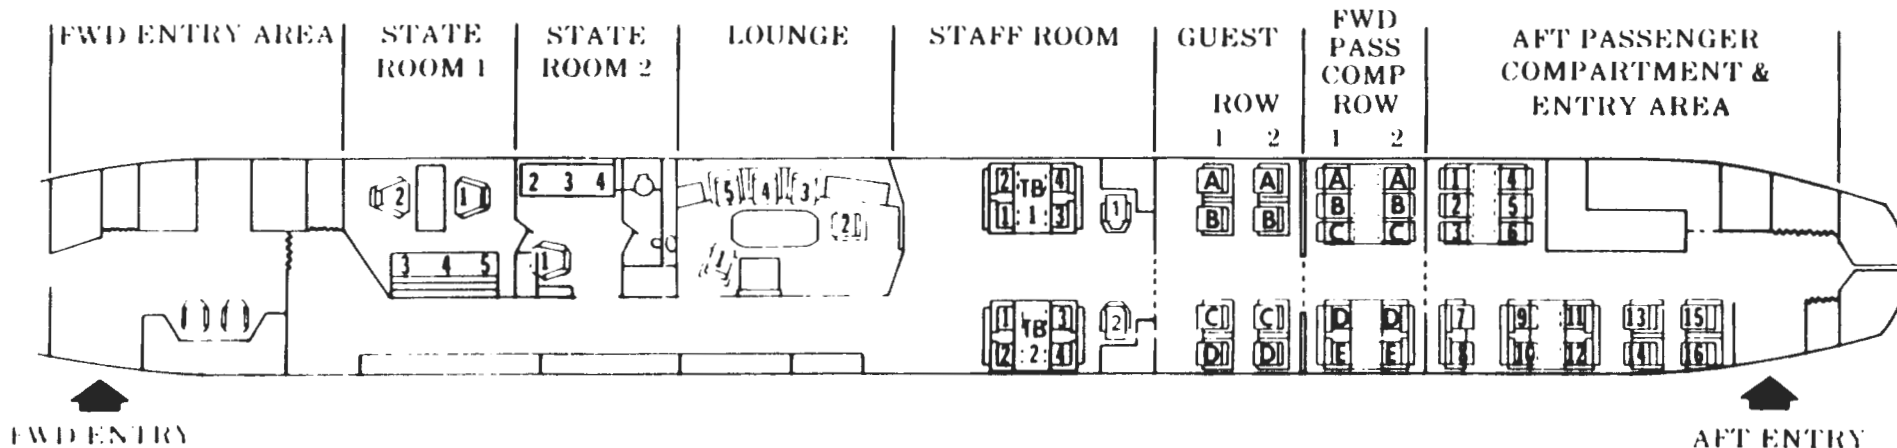 FWD ENTRY AREA
STATE
ROOM 1
STATE
ROOM 2
LOUNGE
STAFF ROOM
GUEST
ROW
1 2
FWD
PASS
COMP
ROW
1 2
AFT PASSENGER
COMPARTMENT &
ENTRY AREA
2 1
3 4 5
2 3 4
1
5 4 3
2
1
2 TB 4
1 1 3
1
1 TB 3
2 2 4
2
A A
B B
C C
D D
A A
B B
C C
D D
E E
1 4
2 5
3 6
7 9 11 13 15
8 10 12 14 16
FWD ENTRY
AFT ENTRY